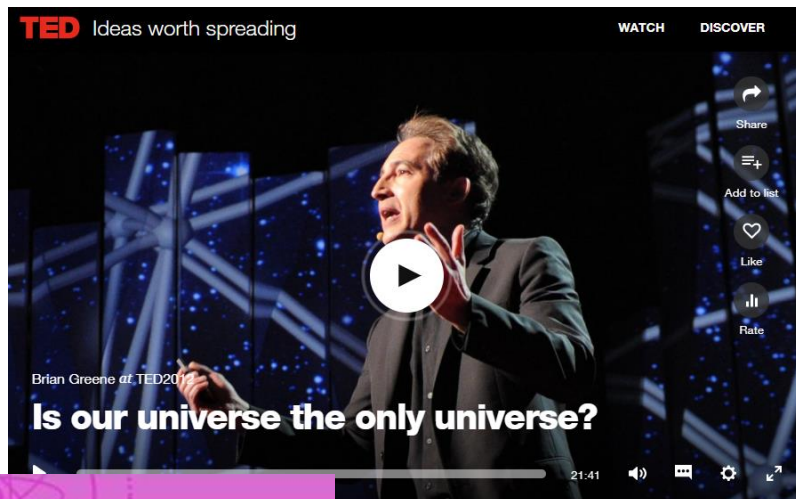 TED Ideas worth spreading WATCH DISCOVER
Share
Add to list
Like
Rate
Brian Greene at TED2012
Is our universe the only universe?
21:41